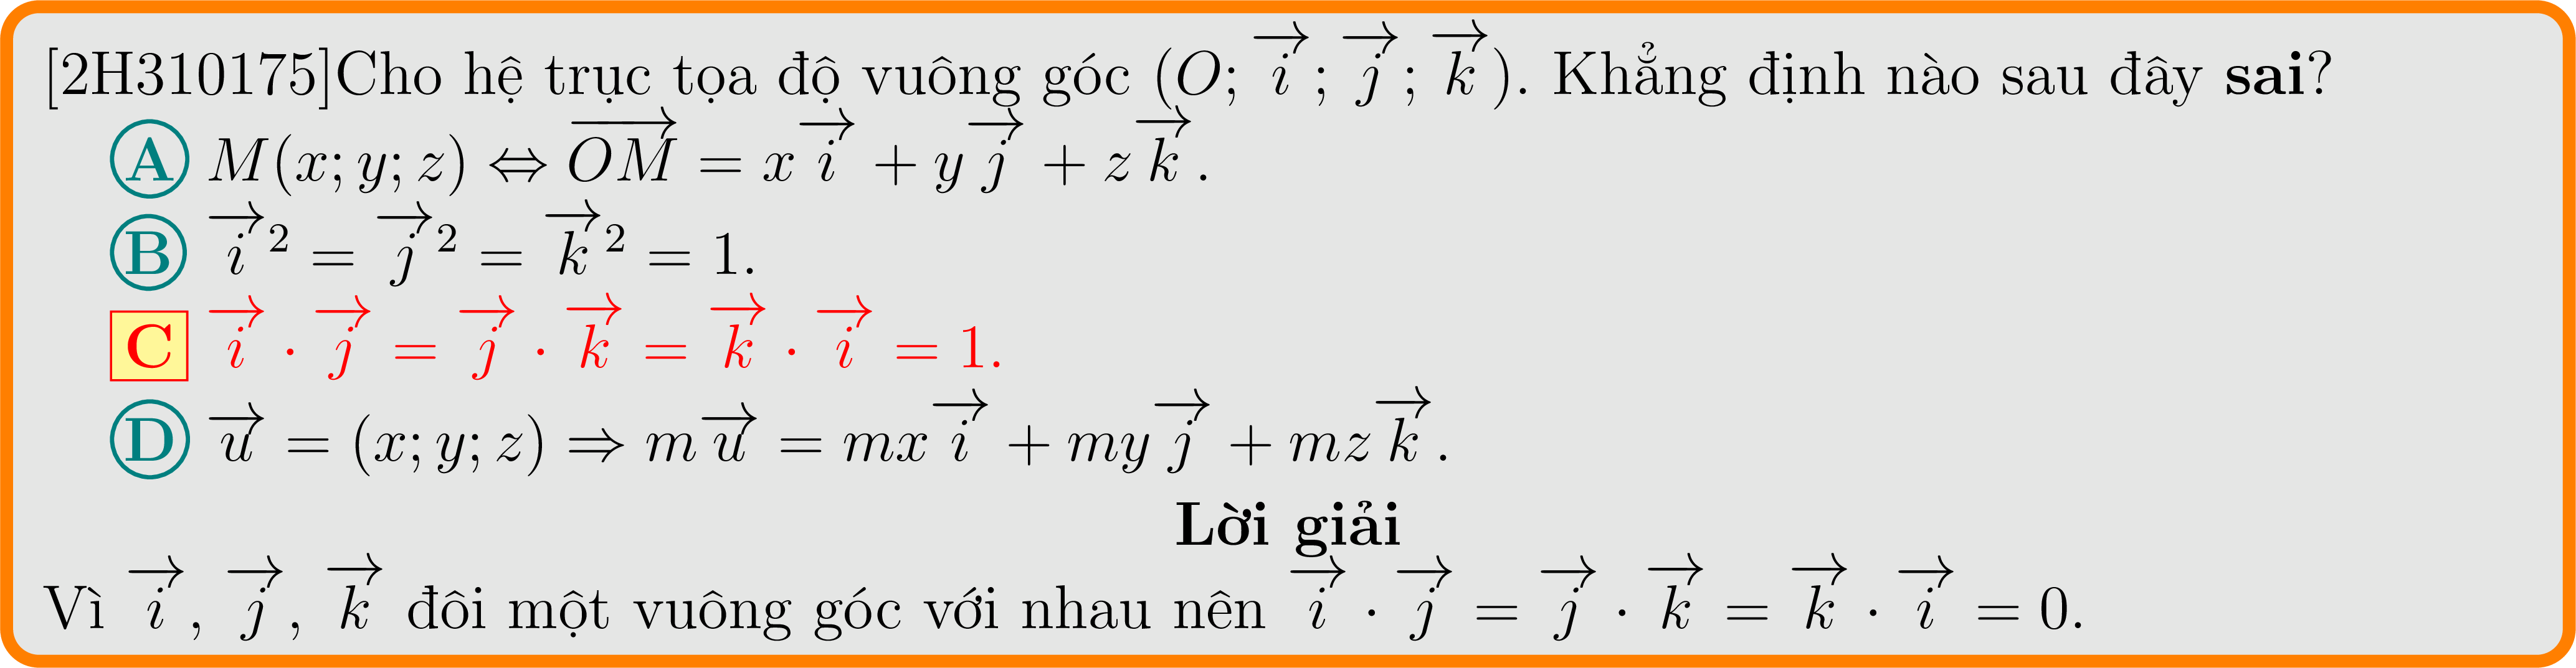 [2H310175]Cho hệ trục tọa độ vuông góc $(O; \overrightarrow{i}; \overrightarrow{j}; \overrightarrow{k})$. Khẳng định nào sau đây sai?
A $M(x; y; z) \Leftrightarrow \overrightarrow{OM} = x\overrightarrow{i} + y\overrightarrow{j} + z\overrightarrow{k}$.
B $\overrightarrow{i}^2 = \overrightarrow{j}^2 = \overrightarrow{k}^2 = 1$.
C $\overrightarrow{i} \cdot \overrightarrow{j} = \overrightarrow{j} \cdot \overrightarrow{k} = \overrightarrow{k} \cdot \overrightarrow{i} = 1$.
D $\overrightarrow{u} = (x; y; z) \Rightarrow m\overrightarrow{u} = mx\overrightarrow{i} + my\overrightarrow{j} + mz\overrightarrow{k}$.
Lời giải
Vì $\overrightarrow{i}$, $\overrightarrow{j}$, $\overrightarrow{k}$ đôi một vuông góc với nhau nên $\overrightarrow{i} \cdot \overrightarrow{j} = \overrightarrow{j} \cdot \overrightarrow{k} = \overrightarrow{k} \cdot \overrightarrow{i} = 0$.